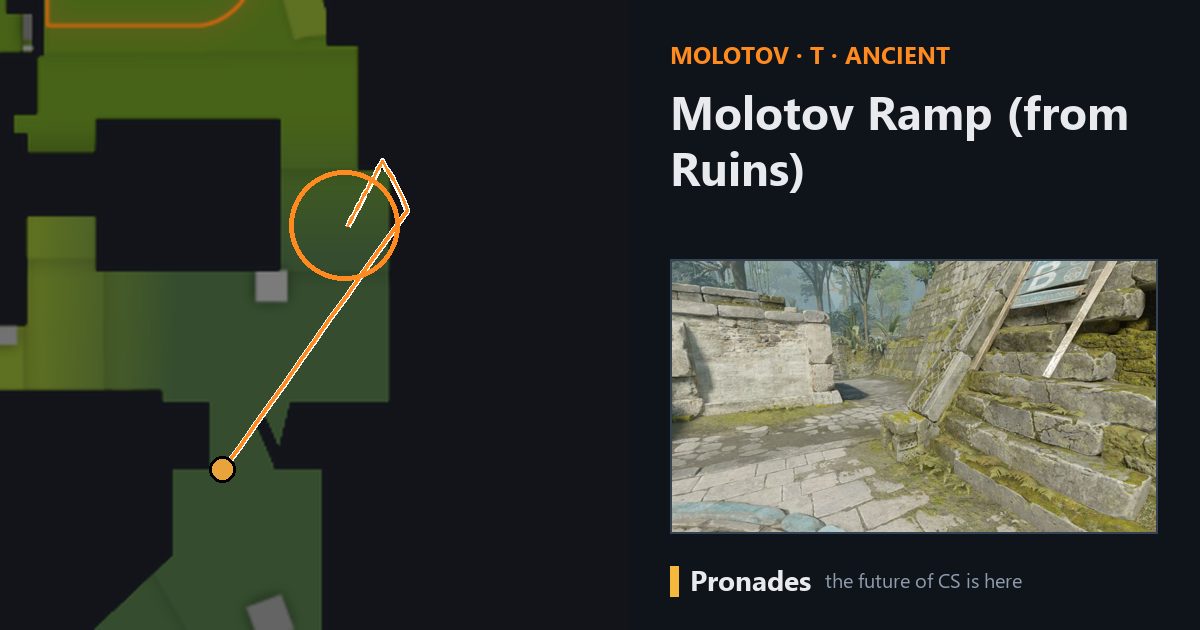 MOLOTOV · T · ANCIENT
Molotov Ramp (from
Ruins)
B
Pronades the future of CS is here